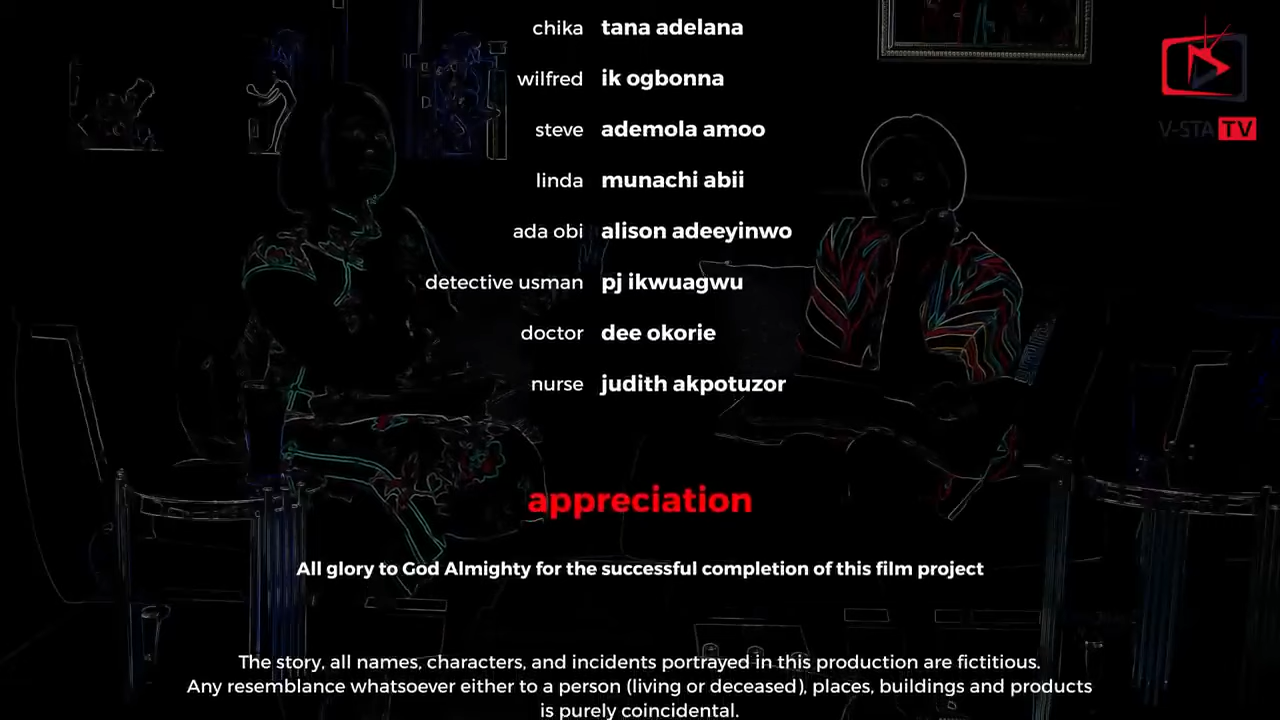 chika tana adelana
V-STA TV
wilfred ik ogbonna
steve ademola amoo
linda munachi abii
ada obi alison adeeyinwo
detective usman pj ikwuagwu
doctor dee okorie
nurse judith akpotuzor
appreciation
All glory to God Almighty for the successful completion of this film project
The story, all names, characters, and incidents portrayed in this production are fictitious.
Any resemblance whatsoever either to a person (living or deceased), places, buildings and products
is purely coincidental.